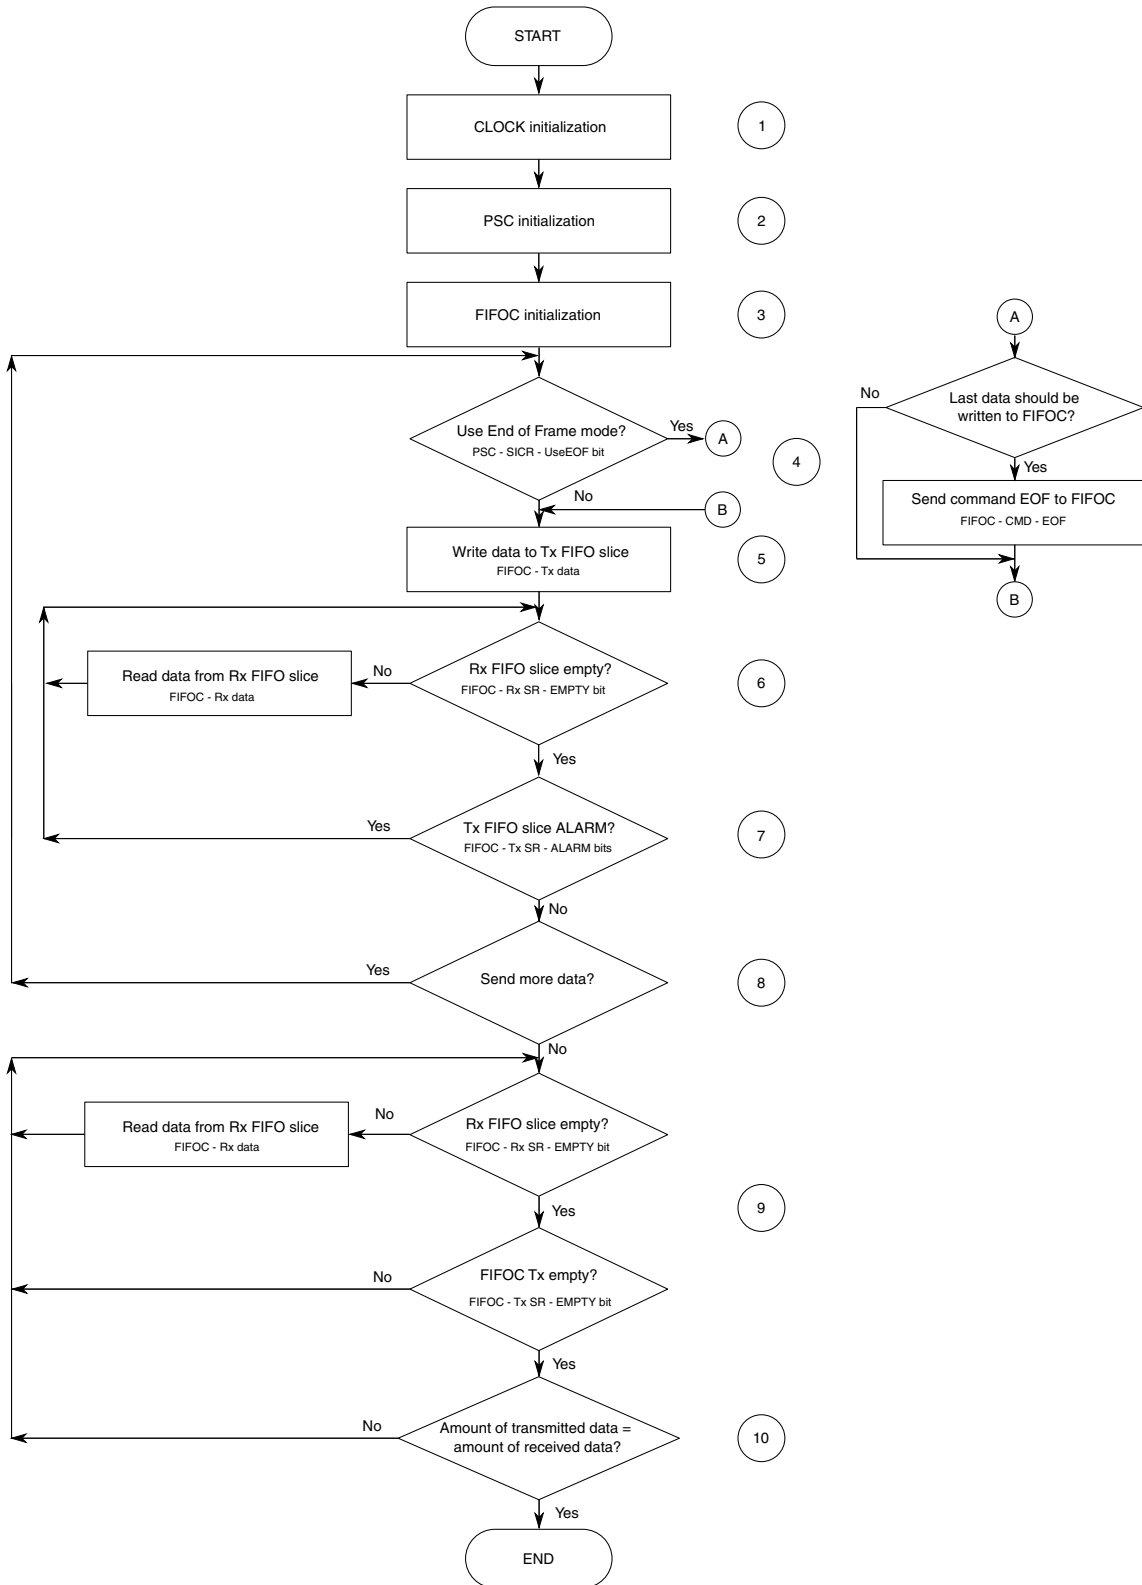 START
CLOCK initialization
1
PSC initialization
2
FIFOC initialization
3
Use End of Frame mode?
PSC - SICR - UseEOF bit
Yes
A
4
No
B
Write data to Tx FIFO slice
FIFOC - Tx data
5
Rx FIFO slice empty?
FIFOC - Rx SR - EMPTY bit
No
Read data from Rx FIFO slice
FIFOC - Rx data
6
Yes
Tx FIFO slice ALARM?
FIFOC - Tx SR - ALARM bits
Yes
7
No
Send more data?
Yes
8
No
Rx FIFO slice empty?
FIFOC - Rx SR - EMPTY bit
No
Read data from Rx FIFO slice
FIFOC - Rx data
Yes
9
FIFOC Tx empty?
FIFOC - Tx SR - EMPTY bit
No
Yes
Amount of transmitted data =
amount of received data?
No
10
Yes
END
A
Last data should be
written to FIFOC?
No
Yes
Send command EOF to FIFOC
FIFOC - CMD - EOF
B